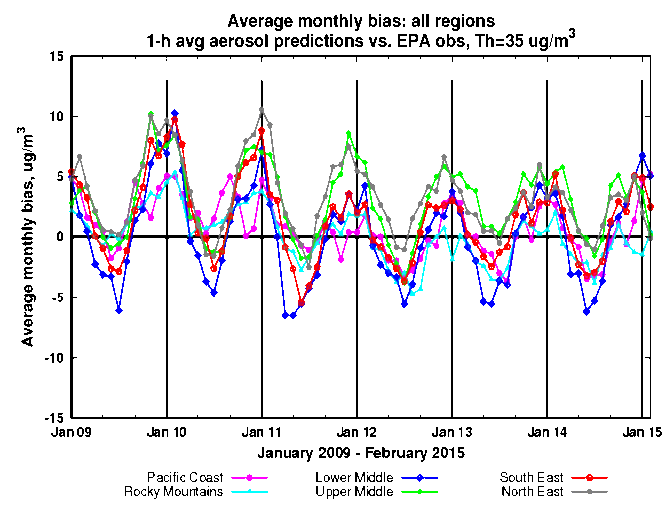 Average monthly bias: all regions
1-h avg aerosol predictions vs. EPA obs, Th=35 ug/m3
Average monthly bias, ug/m3
15
10
5
0
-5
-10
-15
Jan 09 Jan 10 Jan 11 Jan 12 Jan 13 Jan 14 Jan 15
January 2009 - February 2015
Pacific Coast Lower Middle South East
Rocky Mountains Upper Middle North East